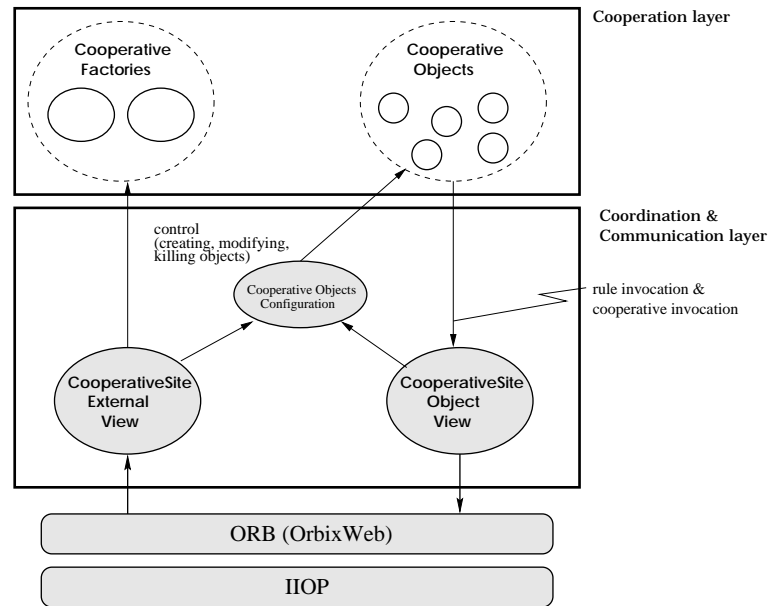 Cooperation layer
Cooperative
Factories
Cooperative
Objects
Coordination &
Communication layer
control
(creating, modifying,
killing objects)
Cooperative Objects
Configuration
rule invocation &
cooperative invocation
CooperativeSite
External
View
CooperativeSite
Object
View
ORB (OrbixWeb)
IIOP